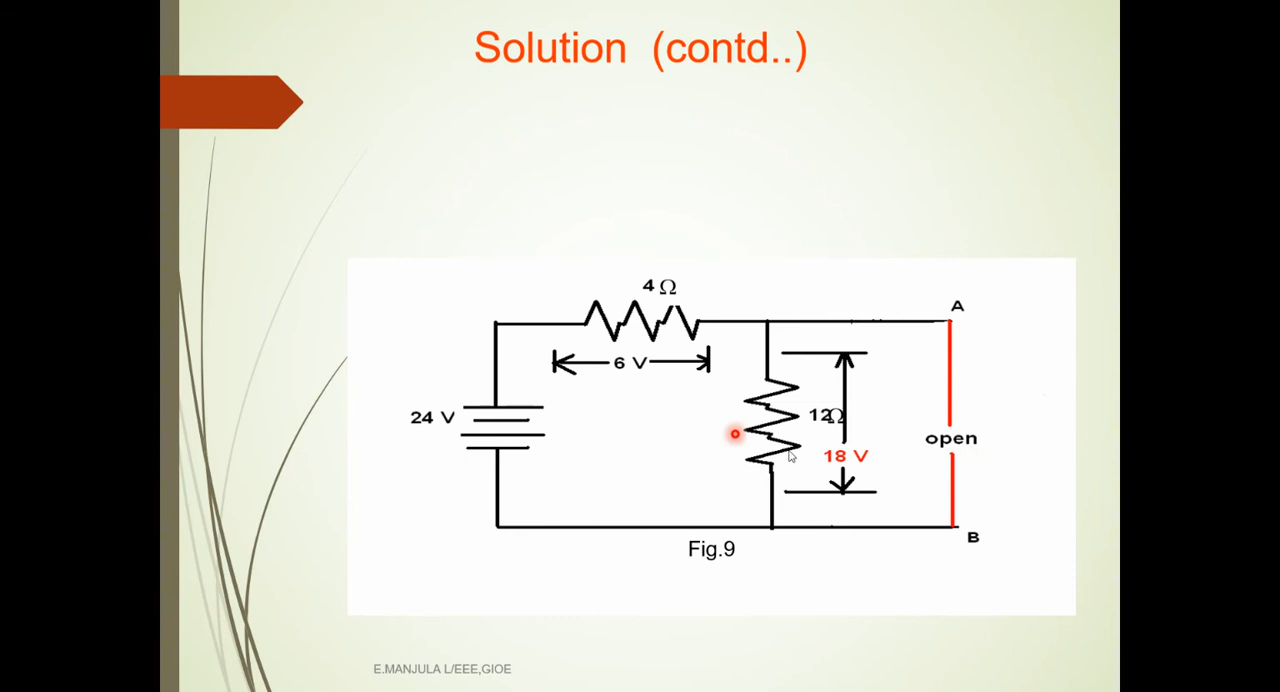 Solution (contd..)
4 Ω
A
6 V
24 V
12Ω
open
18 V
B
Fig.9
E.MANJULA L/EEE,GIOE